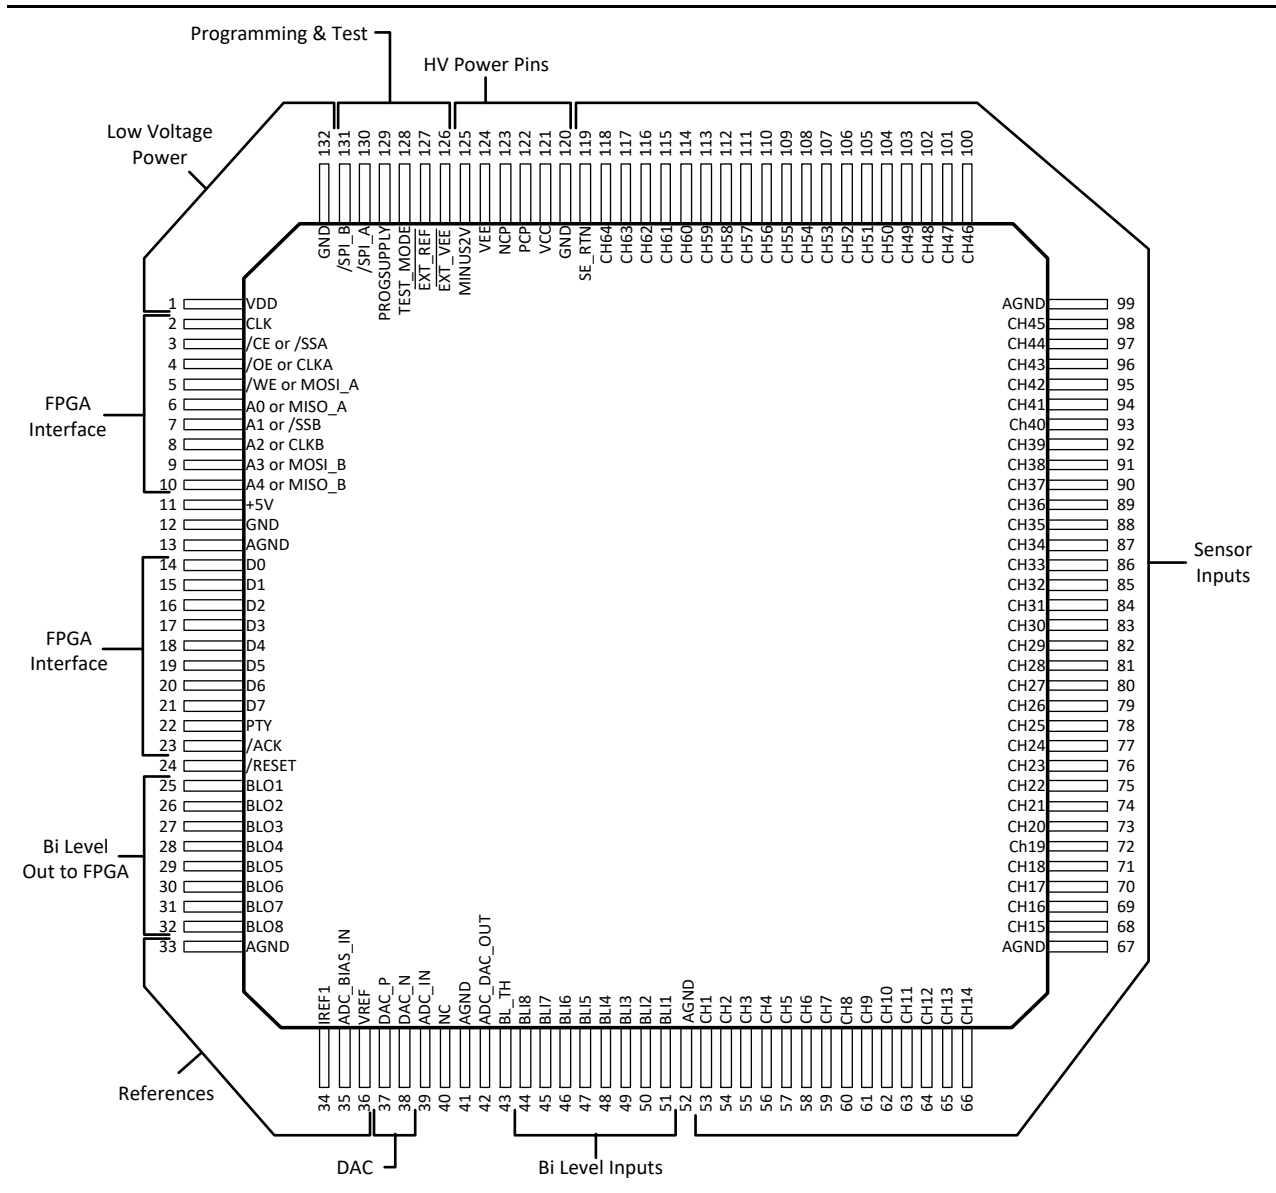 Programming & Test
HV Power Pins
Low Voltage
Power
132
131
130
129
128
127
126
125
124
123
122
121
120
119
118
117
116
115
114
113
112
111
110
109
108
107
106
105
104
103
102
101
100
GND
/SPI_B
/SPI_A
PROGSUPPLY
TEST_MODE
EXT_REF
EXT_VEE
MINUS2V
VEE
NCP
PCP
VCC
GND
SE_RTN
CH64
CH63
CH62
CH61
CH60
CH59
CH58
CH57
CH56
CH55
CH54
CH53
CH52
CH51
CH50
CH49
CH48
CH47
CH46
1 VDD
2 CLK
3 /CE or /SSA
4 /OE or CLKA
5 /WE or MOSI_A
6 A0 or MISO_A
7 A1 or /SSB
8 A2 or CLKB
9 A3 or MOSI_B
10 A4 or MISO_B
11 +5V
12 GND
13 AGND
14 D0
15 D1
16 D2
17 D3
18 D4
19 D5
20 D6
21 D7
22 PTY
23 /ACK
24 /RESET
25 BLO1
26 BLO2
27 BLO3
28 BLO4
29 BLO5
30 BLO6
31 BLO7
32 BLO8
33 AGND
FPGA
Interface
FPGA
Interface
Bi Level
Out to FPGA
AGND 99
CH45 98
CH44 97
CH43 96
CH42 95
CH41 94
Ch40 93
CH39 92
CH38 91
CH37 90
CH36 89
CH35 88
CH34 87
CH33 86
CH32 85
CH31 84
CH30 83
CH29 82
CH28 81
CH27 80
CH26 79
CH25 78
CH24 77
CH23 76
CH22 75
CH21 74
CH20 73
Ch19 72
CH18 71
CH17 70
CH16 69
CH15 68
AGND 67
Sensor
Inputs
IREF1
ADC_BIAS_IN
VREF
DAC_P
DAC_N
ADC_IN
NC
AGND
ADC_DAC_OUT
BL_TH
BLI8
BLI7
BLI6
BLI5
BLI4
BLI3
BLI2
BLI1
AGND
CH1
CH2
CH3
CH4
CH5
CH6
CH7
CH8
CH9
CH10
CH11
CH12
CH13
CH14
34
35
36
37
38
39
40
41
42
43
44
45
46
47
48
49
50
51
52
53
54
55
56
57
58
59
60
61
62
63
64
65
66
References
DAC
Bi Level Inputs